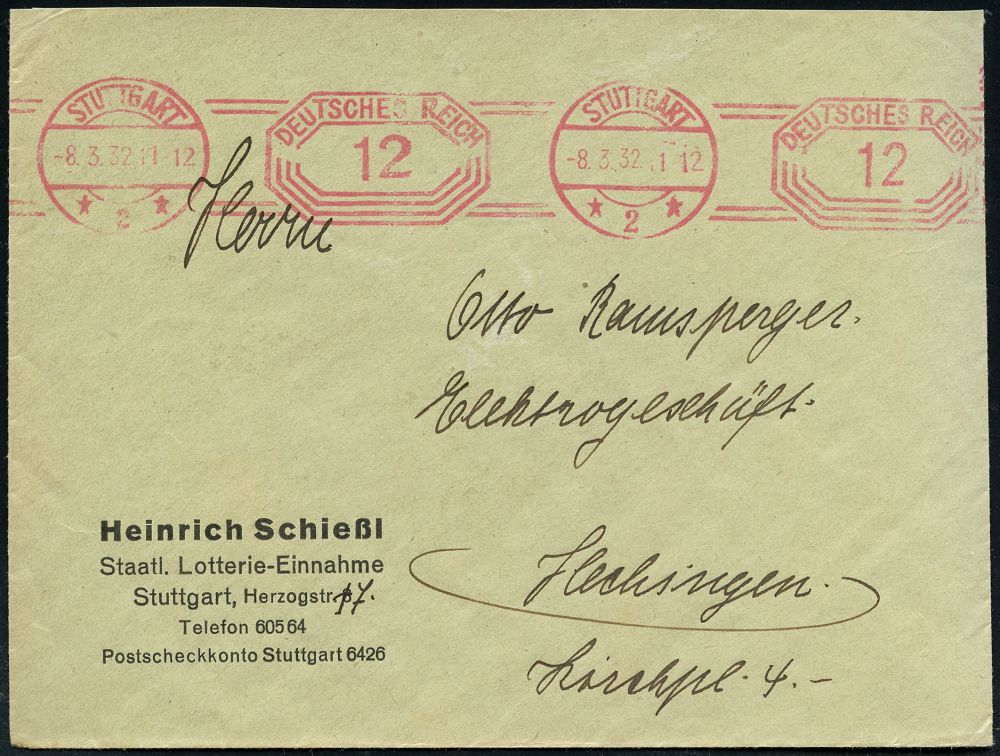 STUTTGART
-8.3.32.11-12
* 2 *
DEUTSCHES REICH
12
STUTTGART
-8.3.32.11-12
* 2 *
DEUTSCHES REICH
12
Herrn
Otto Ramsperger.
Elektrogeschäft.
Hechingen.
Kirchpl. 4.-
Heinrich Schießl
Staatl. Lotterie-Einnahme
Stuttgart, Herzogstr. 7.
Telefon 60564
Postscheckkonto Stuttgart 6426